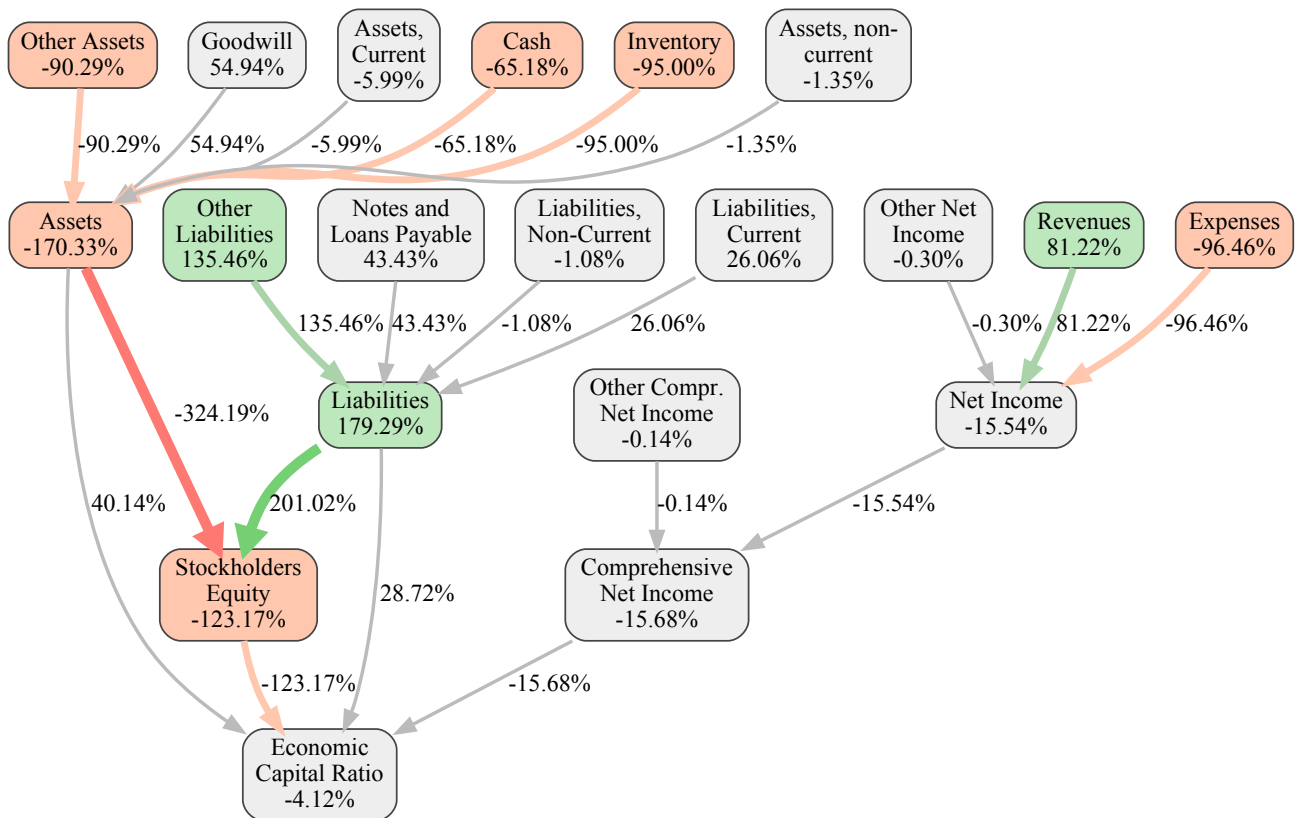 Other Assets
-90.29%
Goodwill
54.94%
Assets,
Current
-5.99%
Cash
-65.18%
Inventory
-95.00%
Assets, non-
current
-1.35%
-90.29%
54.94%
-5.99%
-65.18%
-95.00%
-1.35%
Assets
-170.33%
Other
Liabilities
135.46%
Notes and
Loans Payable
43.43%
Liabilities,
Non-Current
-1.08%
Liabilities,
Current
26.06%
Other Net
Income
-0.30%
Revenues
81.22%
Expenses
-96.46%
135.46%
43.43%
-1.08%
26.06%
-0.30%
81.22%
-96.46%
-324.19%
Liabilities
179.29%
Other Compr.
Net Income
-0.14%
Net Income
-15.54%
40.14%
201.02%
-0.14%
-15.54%
Stockholders
Equity
-123.17%
28.72%
Comprehensive
Net Income
-15.68%
-123.17%
-15.68%
Economic
Capital Ratio
-4.12%